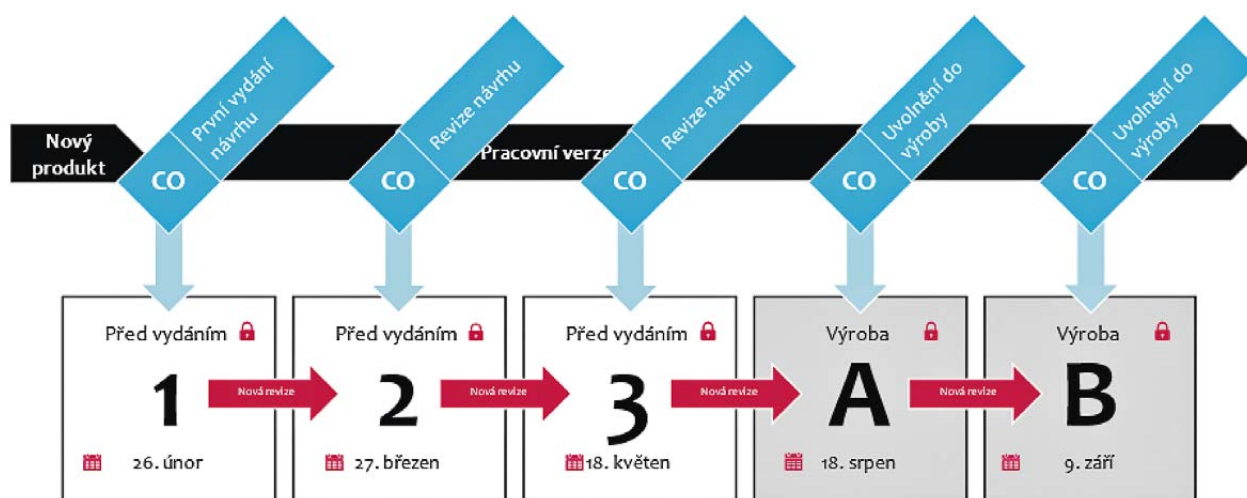 První vydání
návrhu
Revize návrhu
Revize návrhu
Uvolnění do
výroby
Uvolnění do
výroby
Nový
produkt
Pracovní verze
CO
CO
CO
CO
CO
Před vydáním
Před vydáním
Před vydáním
Výroba
Výroba
1
Nová revize
2
Nová revize
3
Nová revize
A
Nová revize
B
26. únor
27. březen
18. květen
18. srpen
9. září